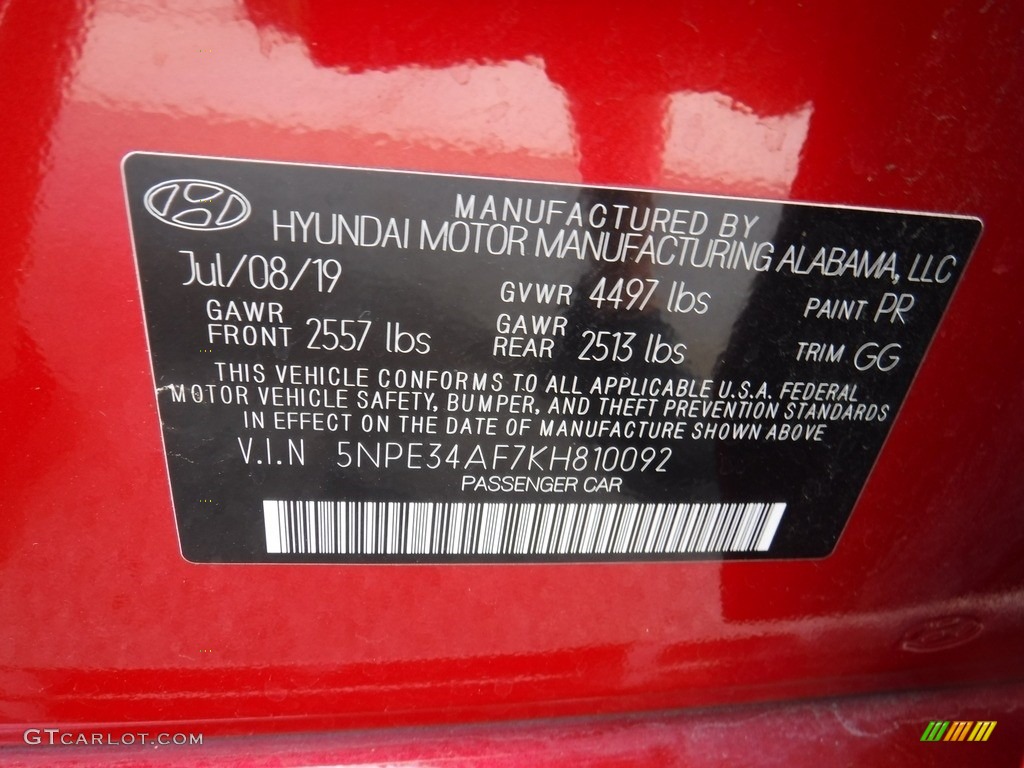 MANUFACTURED BY
HYUNDAI MOTOR MANUFACTURING ALABAMA, LLC
Jul/08/19 GVWR 4497 lbs PAINT PR
GAWR FRONT 2557 lbs GAWR REAR 2513 lbs TRIM GG
THIS VEHICLE CONFORMS TO ALL APPLICABLE U.S.A. FEDERAL
MOTOR VEHICLE SAFETY, BUMPER, AND THEFT PREVENTION STANDARDS
IN EFFECT ON THE DATE OF MANUFACTURE SHOWN ABOVE
V.I.N 5NPE34AF7KH810092
PASSENGER CAR
GTCARLOT.COM